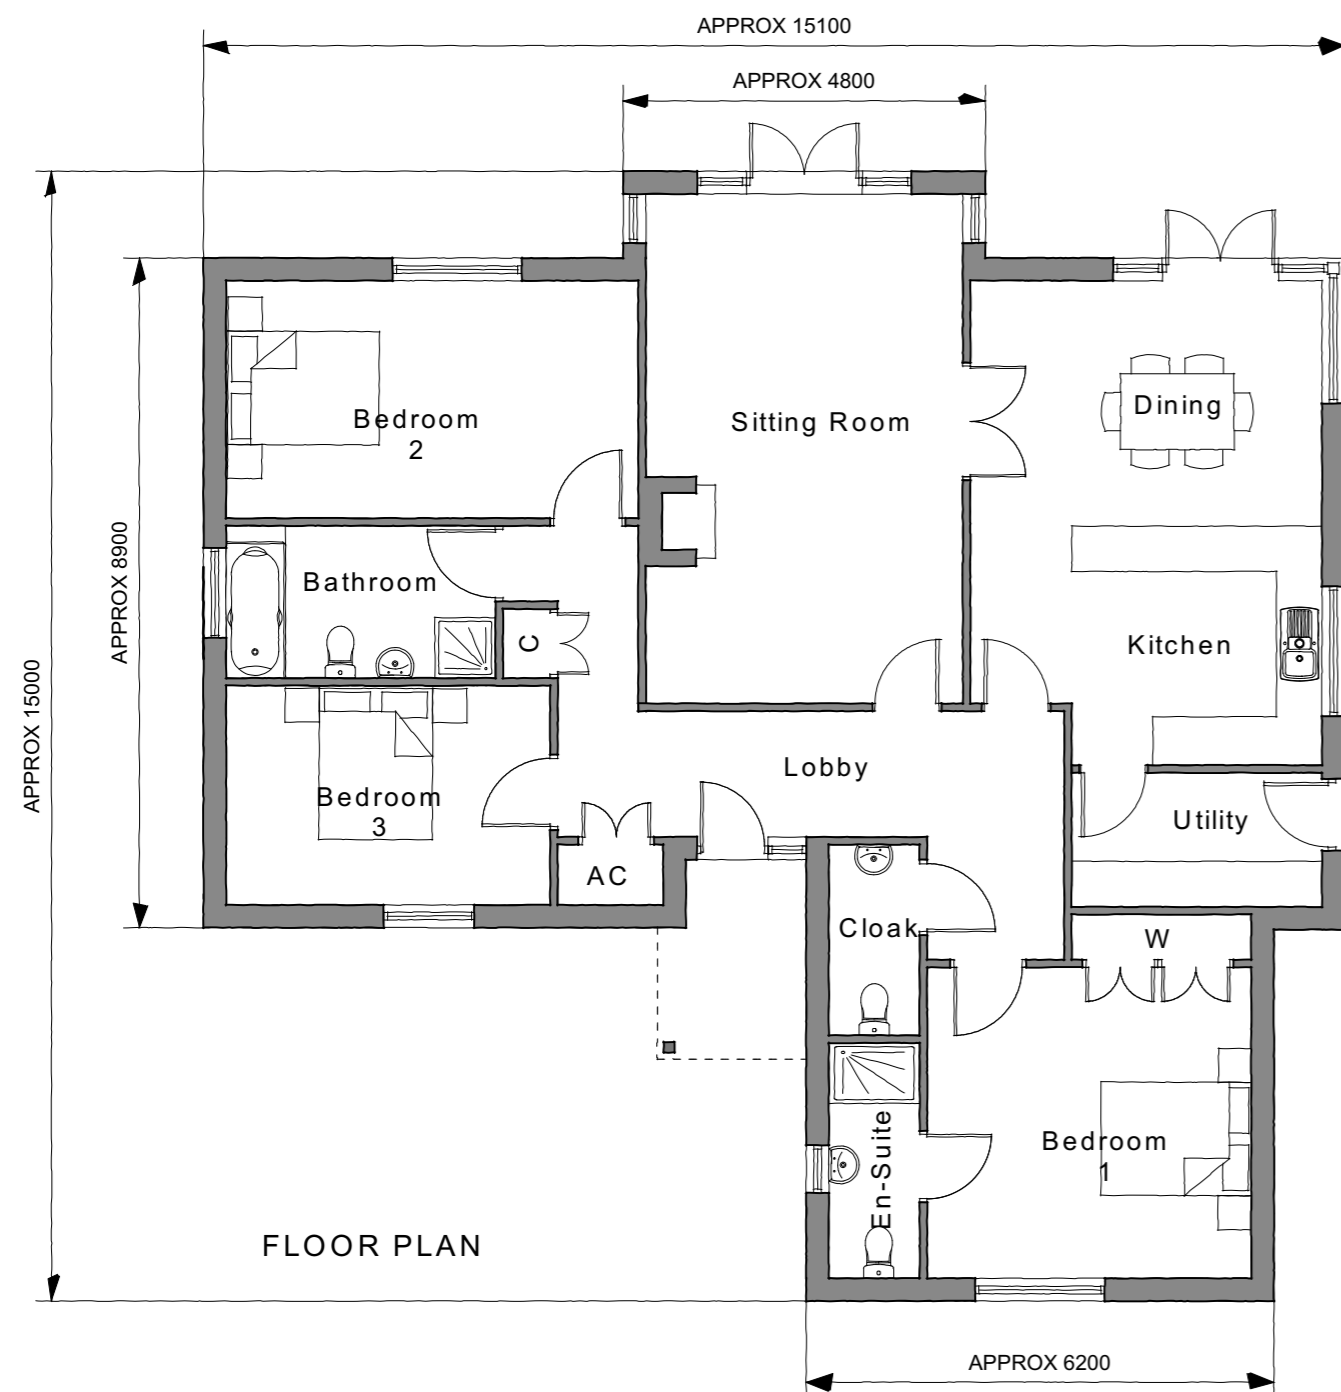 APPROX 15100
APPROX 4800
Bedroom
2
Sitting Room
Dining
APPROX 8900
APPROX 15000
Bathroom
C
Kitchen
Lobby
Bedroom
3
Utility
AC
Cloak
W
En-Suite
Bedroom
1
FLOOR PLAN
APPROX 6200